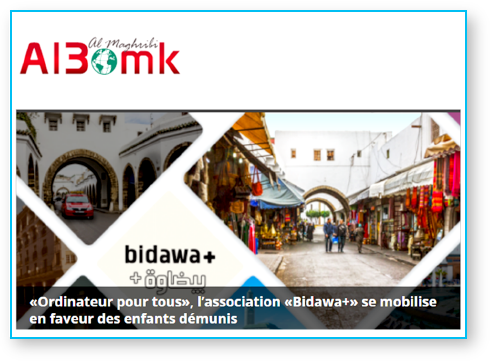 Al Maghribi
Al3omk
bidawa+
بيضاوة+
«Ordinateur pour tous», l'association «Bidawa+» se mobilise
en faveur des enfants démunis